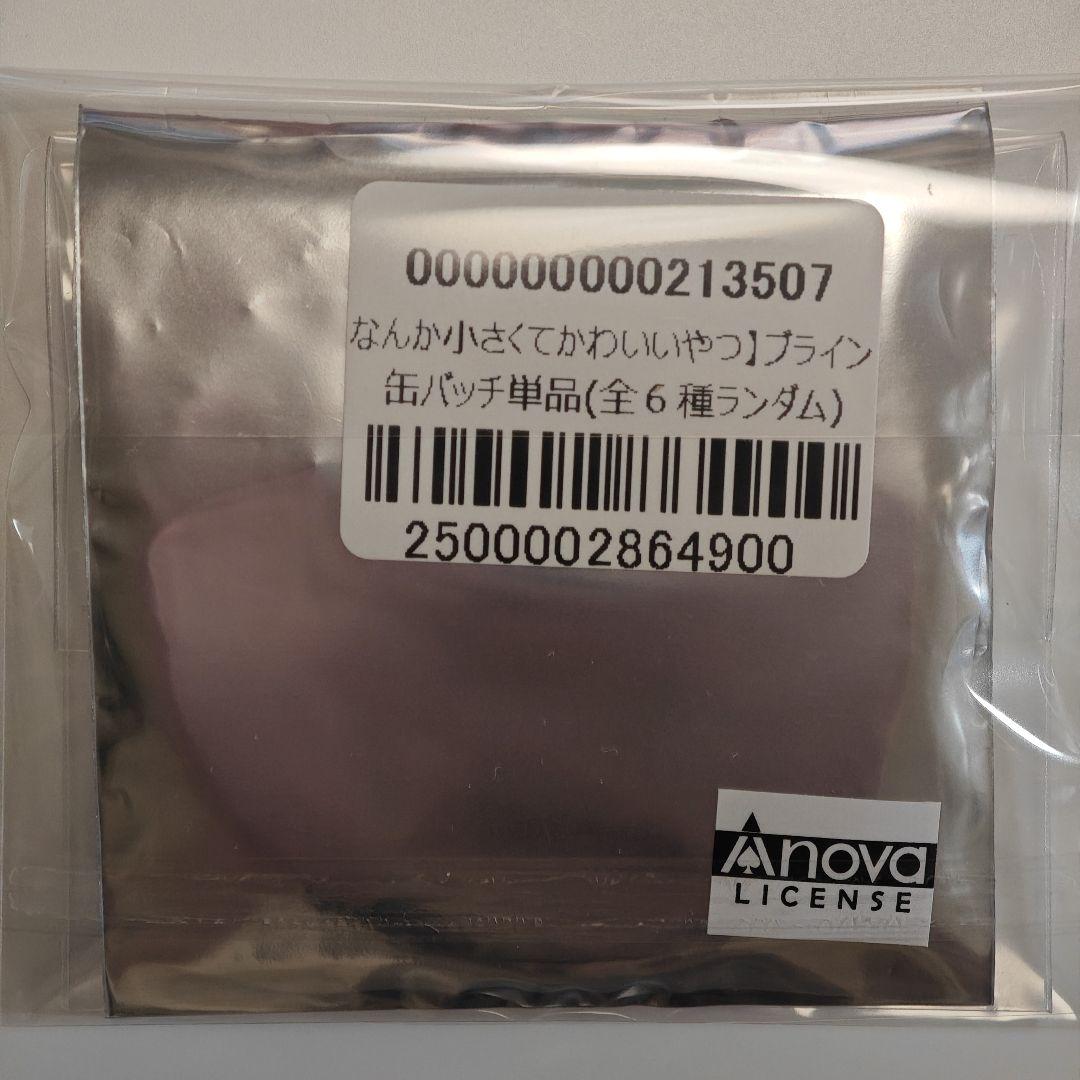 000000000213507
なんか小さくてかわいいやつ】ブライン
缶バッチ単品(全6種ランダム)
2500002864900
Anova
LICENSE